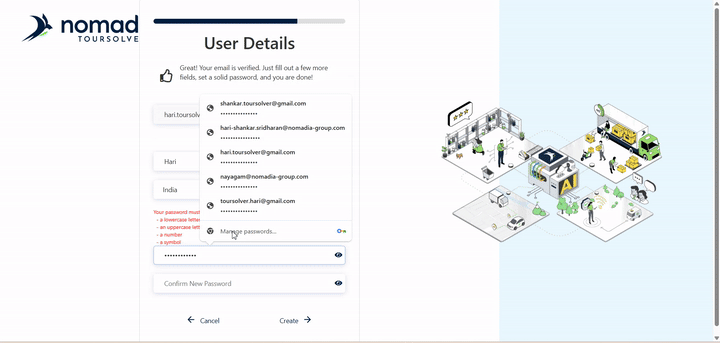 nomad
TOURSOLVE
User Details
Great! Your email is verified. Just fill out a few more
fields, set a solid password, and you are done!
shankar.toursolver@gmail.com
••••••••••••••
hari.toursolv
hari-shankar.sridharan@nomadia-group.com
••••••••••••••
hari.toursolver@gmail.com
•••••••••••••
Hari
nayagam@nomadia-group.com
•••••••••••••
India
toursolver.hari@gmail.com
•••••••••••••
Your password must
- a lowercase letter
- an uppercase lett
- a number
- a symbol
Manage passwords...
••••••••••••
Confirm New Password
Cancel
Create
AI